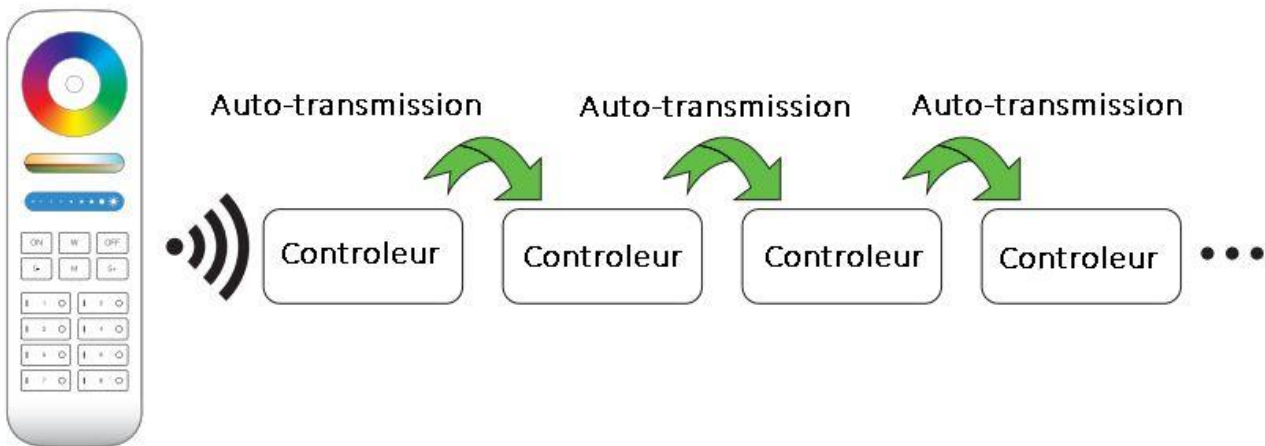 Auto-transmission Auto-transmission Auto-transmission
Controleur Controleur Controleur Controleur
ON W OFF
S- M S+